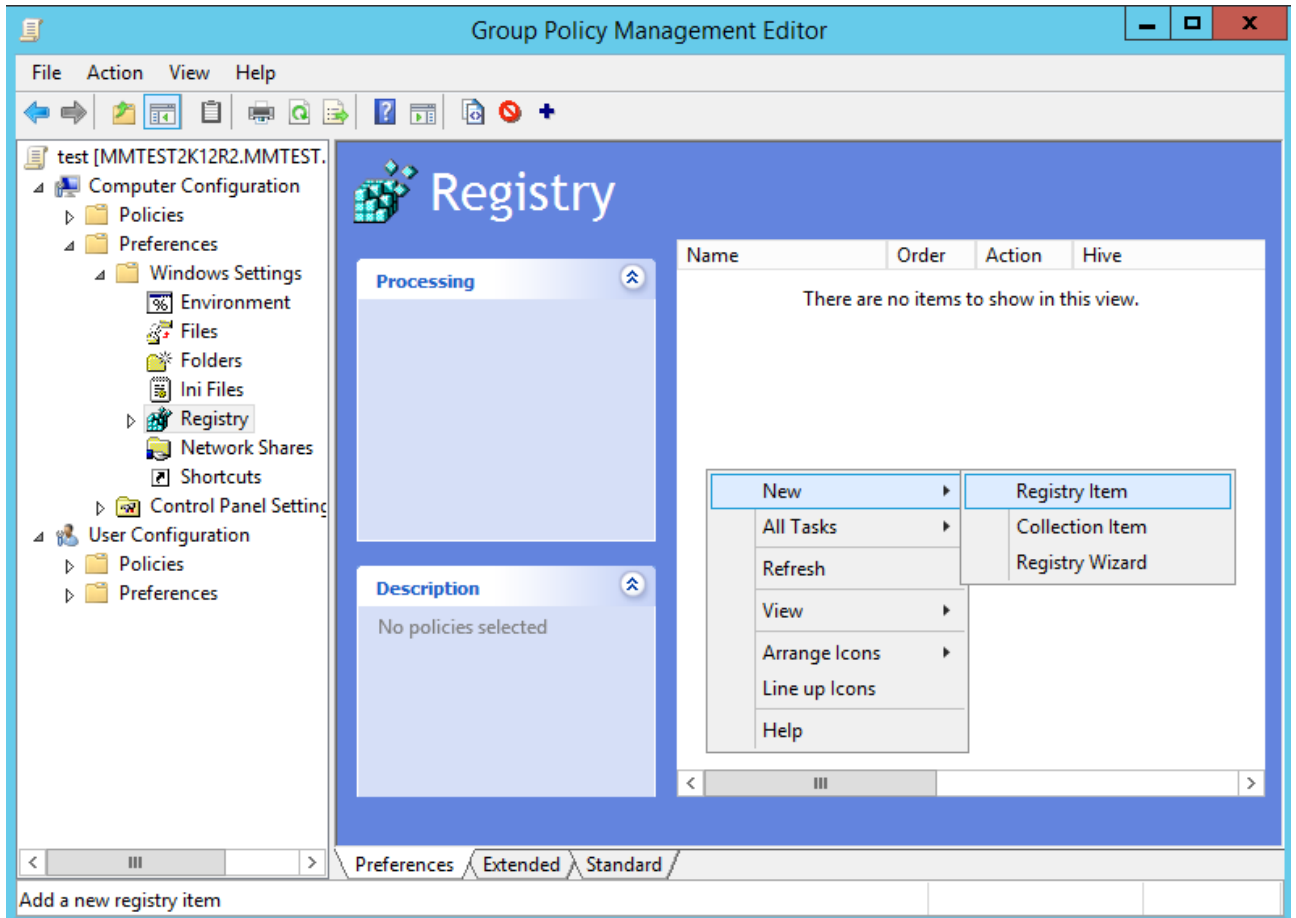 Group Policy Management Editor
File Action View Help
test [MMTEST2K12R2.MMTEST.
Computer Configuration
Policies
Preferences
Windows Settings
Environment
Files
Folders
Ini Files
Registry
Network Shares
Shortcuts
Control Panel Setting
User Configuration
Policies
Preferences
Registry
Processing
Description
No policies selected
Name Order Action Hive
There are no items to show in this view.
New
All Tasks
Refresh
View
Arrange Icons
Line up Icons
Help
Registry Item
Collection Item
Registry Wizard
Preferences Extended Standard
Add a new registry item